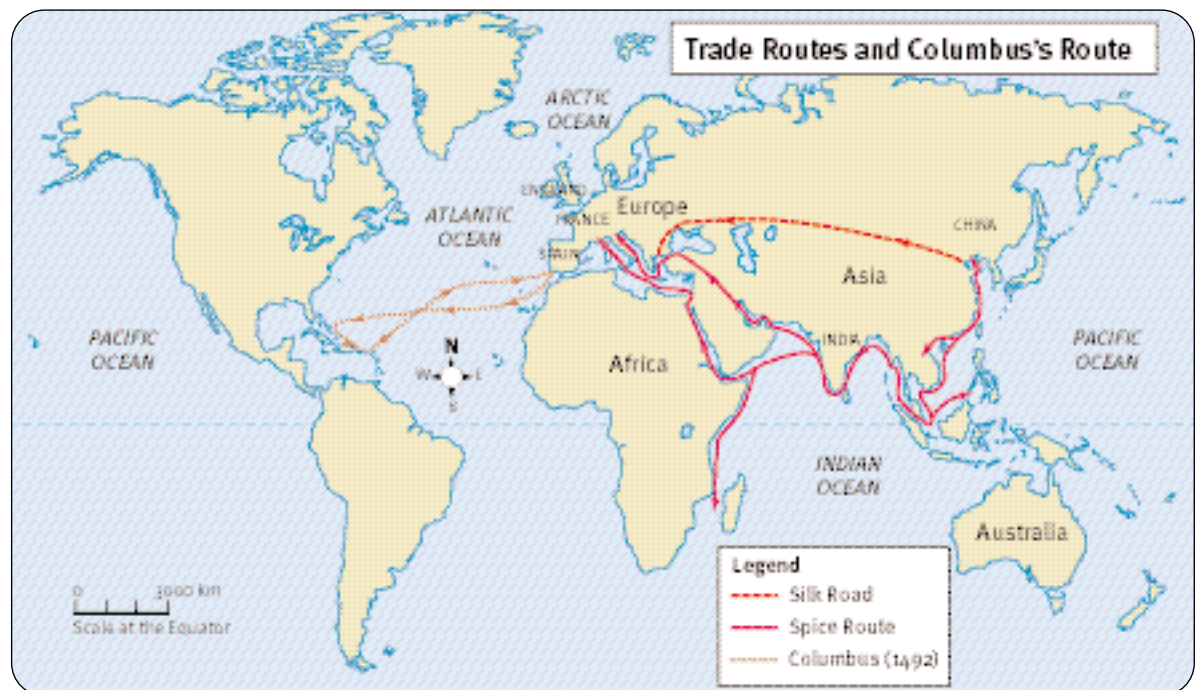 Trade Routes and Columbus's Route
ARCTIC
OCEAN
ENGLAND
Europe
FRANCE
ATLANTIC
OCEAN
CHINA
SPAIN
Asia
PACIFIC
OCEAN
N
W
E
S
Africa
INDIA
PACIFIC
OCEAN
INDIAN
OCEAN
Australia
Legend
Silk Road
Spice Route
Columbus (1492)
0 3000 km
Scale at the Equator